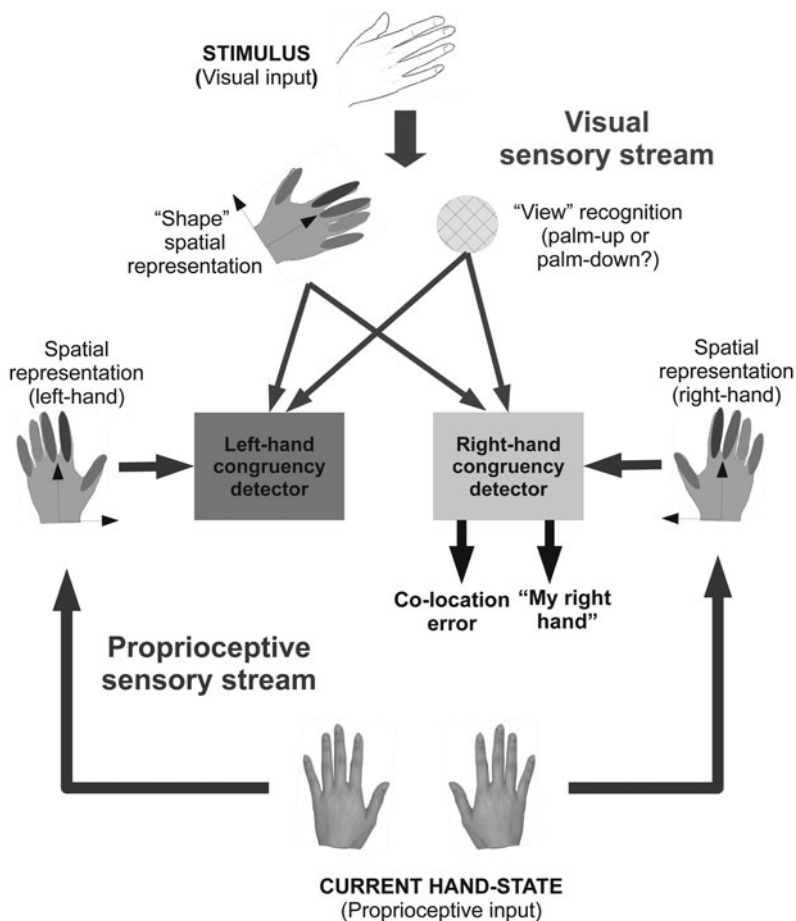 STIMULUS
(Visual input)
Visual
sensory stream
“Shape”
spatial
representation
“View” recognition
(palm-up or
palm-down?)
Spatial
representation
(left-hand)
Spatial
representation
(right-hand)
Left-hand
congruency
detector
Right-hand
congruency
detector
Co-location
error
“My right
hand”
Proprioceptive
sensory stream
CURRENT HAND-STATE
(Proprioceptive input)